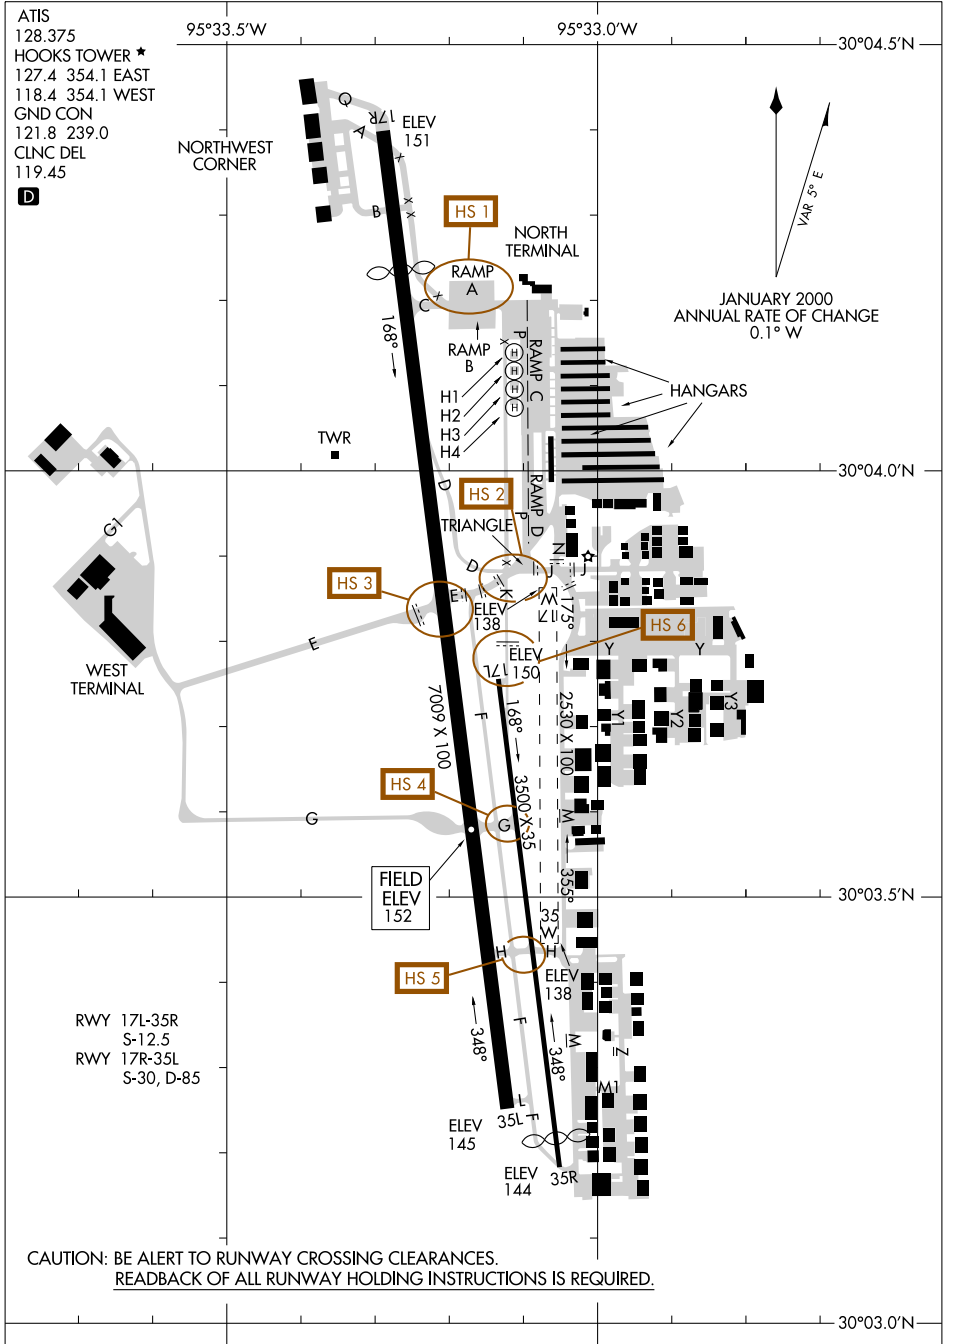 ATIS
128.375
HOOKS TOWER ★
127.4 354.1 EAST
118.4 354.1 WEST
GND CON
121.8 239.0
CLNC DEL
119.45
D
95°33.5'W
95°33.0'W
30°04.5'N
NORTHWEST
CORNER
Q
A
17R
ELEV
151
B
HS 1
NORTH
TERMINAL
VAR 5° E
JANUARY 2000
ANNUAL RATE OF CHANGE
0.1° W
RAMP
A
C
RAMP
B
168°
P
RAMP C
H
H
H
H
H1
H2
H3
H4
HANGARS
TWR
30°04.0'N
D
HS 2
RAMP D
P
TRIANGLE
G1
N
D
J
J
K
HS 3
E
ELEV
138
W
17
175°
HS 6
E
WEST
TERMINAL
ELEV
150
17L
Y
Y
7009 X 100
F
168°
2530 X 100
Y1
Y2
Y3
HS 4
3500 X 35
G
G
M
FIELD
ELEV
152
355°
30°03.5'N
35
W
H
H
HS 5
ELEV
138
RWY 17L-35R
S-12.5
RWY 17R-35L
S-30, D-85
348°
F
348°
M
Z
M1
L
F
35L
ELEV
145
ELEV
144
35R
CAUTION: BE ALERT TO RUNWAY CROSSING CLEARANCES.
READBACK OF ALL RUNWAY HOLDING INSTRUCTIONS IS REQUIRED.
30°03.0'N